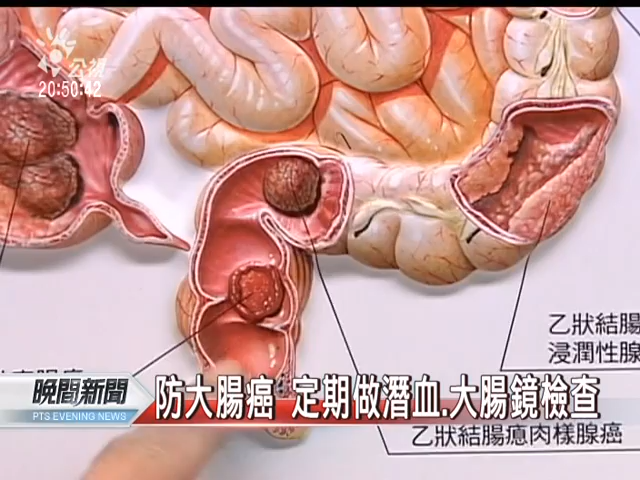 公視
20:50:42
乙狀結腸
浸潤性腺
晚間新聞
PTS EVENING NEWS
防大腸癌 定期做潛血.大腸鏡檢查
乙狀結腸瘜肉樣腺癌